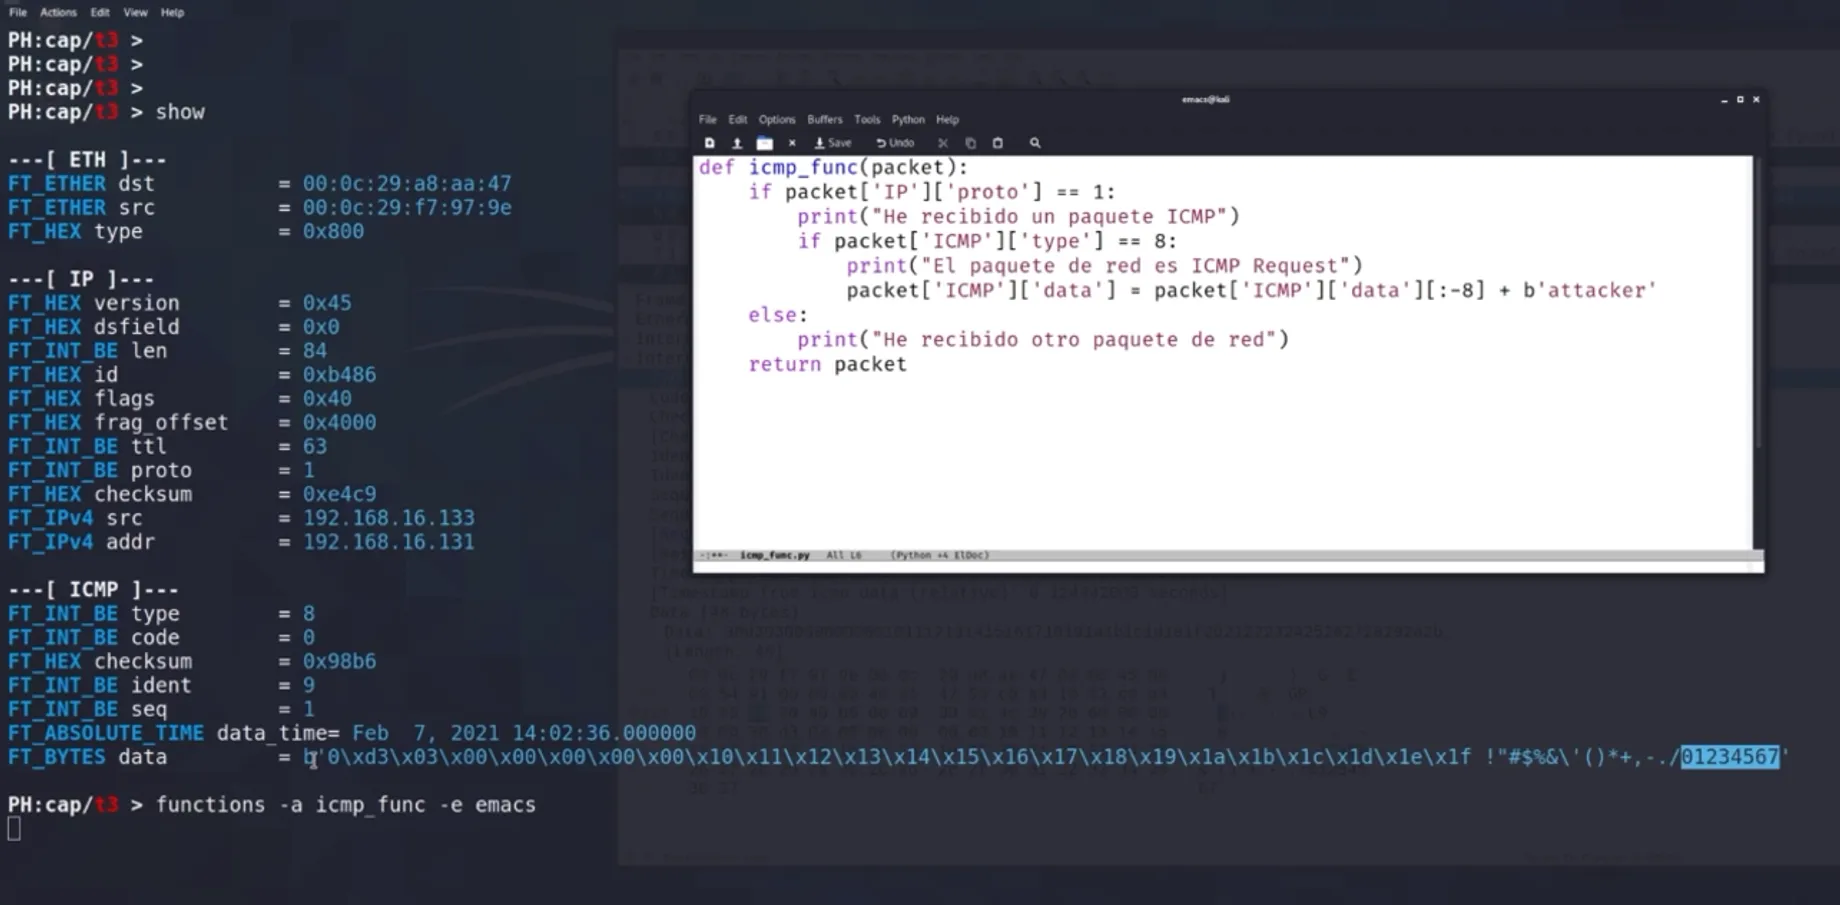 File Actions Edit View Help
PH:cap/t3 >
PH:cap/t3 >
PH:cap/t3 >
PH:cap/t3 > show
---[ ETH ]---
FT_ETHER dst = 00:0c:29:a8:aa:47
FT_ETHER src = 00:0c:29:f7:97:9e
FT_HEX type = 0x800
---[ IP ]---
FT_HEX version = 0x45
FT_HEX dsfield = 0x0
FT_INT_BE len = 84
FT_HEX id = 0xb486
FT_HEX flags = 0x40
FT_HEX frag_offset = 0x4000
FT_INT_BE ttl = 63
FT_INT_BE proto = 1
FT_HEX checksum = 0xe4c9
FT_IPv4 src = 192.168.16.133
FT_IPv4 addr = 192.168.16.131
---[ ICMP ]---
FT_INT_BE type = 8
FT_INT_BE code = 0
FT_HEX checksum = 0x98b6
FT_INT_BE ident = 9
FT_INT_BE seq = 1
FT_ABSOLUTE_TIME data_time= Feb  7, 2021 14:02:36.000000
FT_BYTES data = b'0\xd3\x03\x00\x00\x00\x00\x00\x10\x11\x12\x13\x14\x15\x16\x17\x18\x19\x1a\x1b\x1c\x1d\x1e\x1f !"#$%&\'()*+,-./01234567'
PH:cap/t3 > functions -a icmp_func -e emacs
emacs@kali
File Edit Options Buffers Tools Python Help
Save Undo
def icmp_func(packet):
    if packet['IP']['proto'] == 1:
        print("He recibido un paquete ICMP")
        if packet['ICMP']['type'] == 8:
            print("El paquete de red es ICMP Request")
            packet['ICMP']['data'] = packet['ICMP']['data'][:-8] + b'attacker'
    else:
        print("He recibido otro paquete de red")
    return packet
-:**- icmp_func.py All L6 (Python +4 ElDoc)